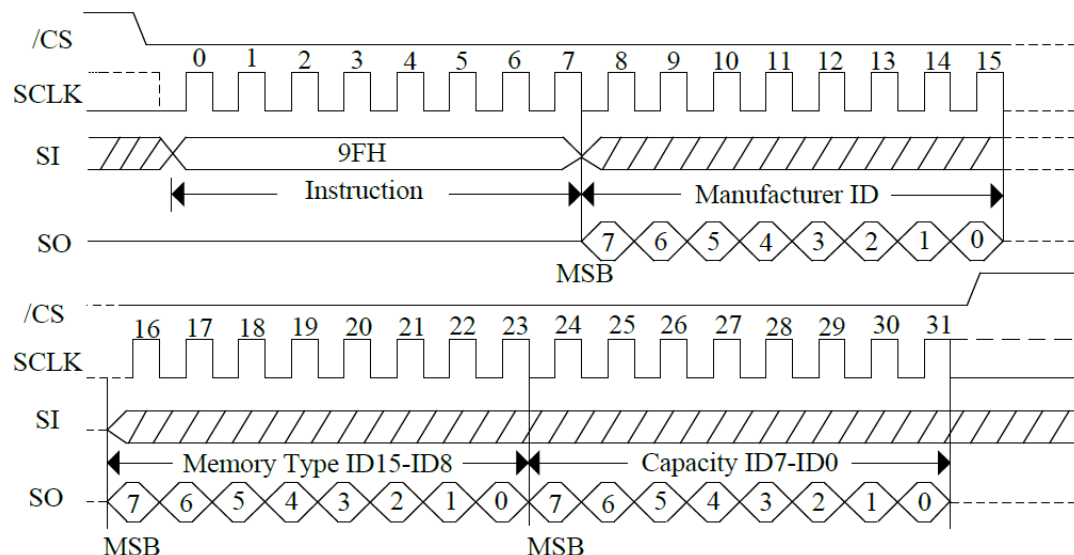 /CS
0 1 2 3 4 5 6 7 8 9 10 11 12 13 14 15
SCLK
SI 9FH
Instruction Manufacturer ID
SO 7 6 5 4 3 2 1 0
MSB
/CS
16 17 18 19 20 21 22 23 24 25 26 27 28 29 30 31
SCLK
SI
Memory Type ID15-ID8 Capacity ID7-ID0
SO 7 6 5 4 3 2 1 0 7 6 5 4 3 2 1 0
MSB MSB